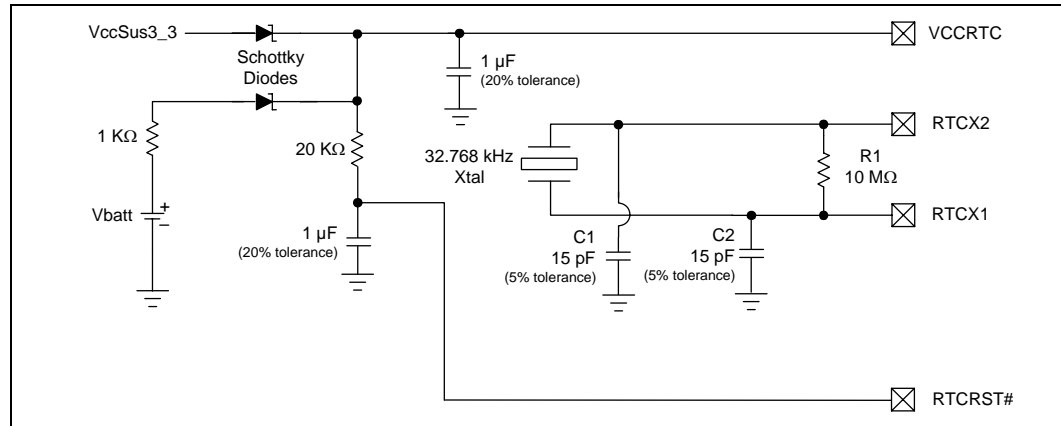 VccSus3_3
Schottky
Diodes
1 KΩ
Vbatt
+
–
20 KΩ
1 µF
(20% tolerance)
1 µF
(20% tolerance)
VCCRTC
32.768 kHz
Xtal
C1
15 pF
(5% tolerance)
C2
15 pF
(5% tolerance)
R1
10 MΩ
RTCX2
RTCX1
RTCRST#